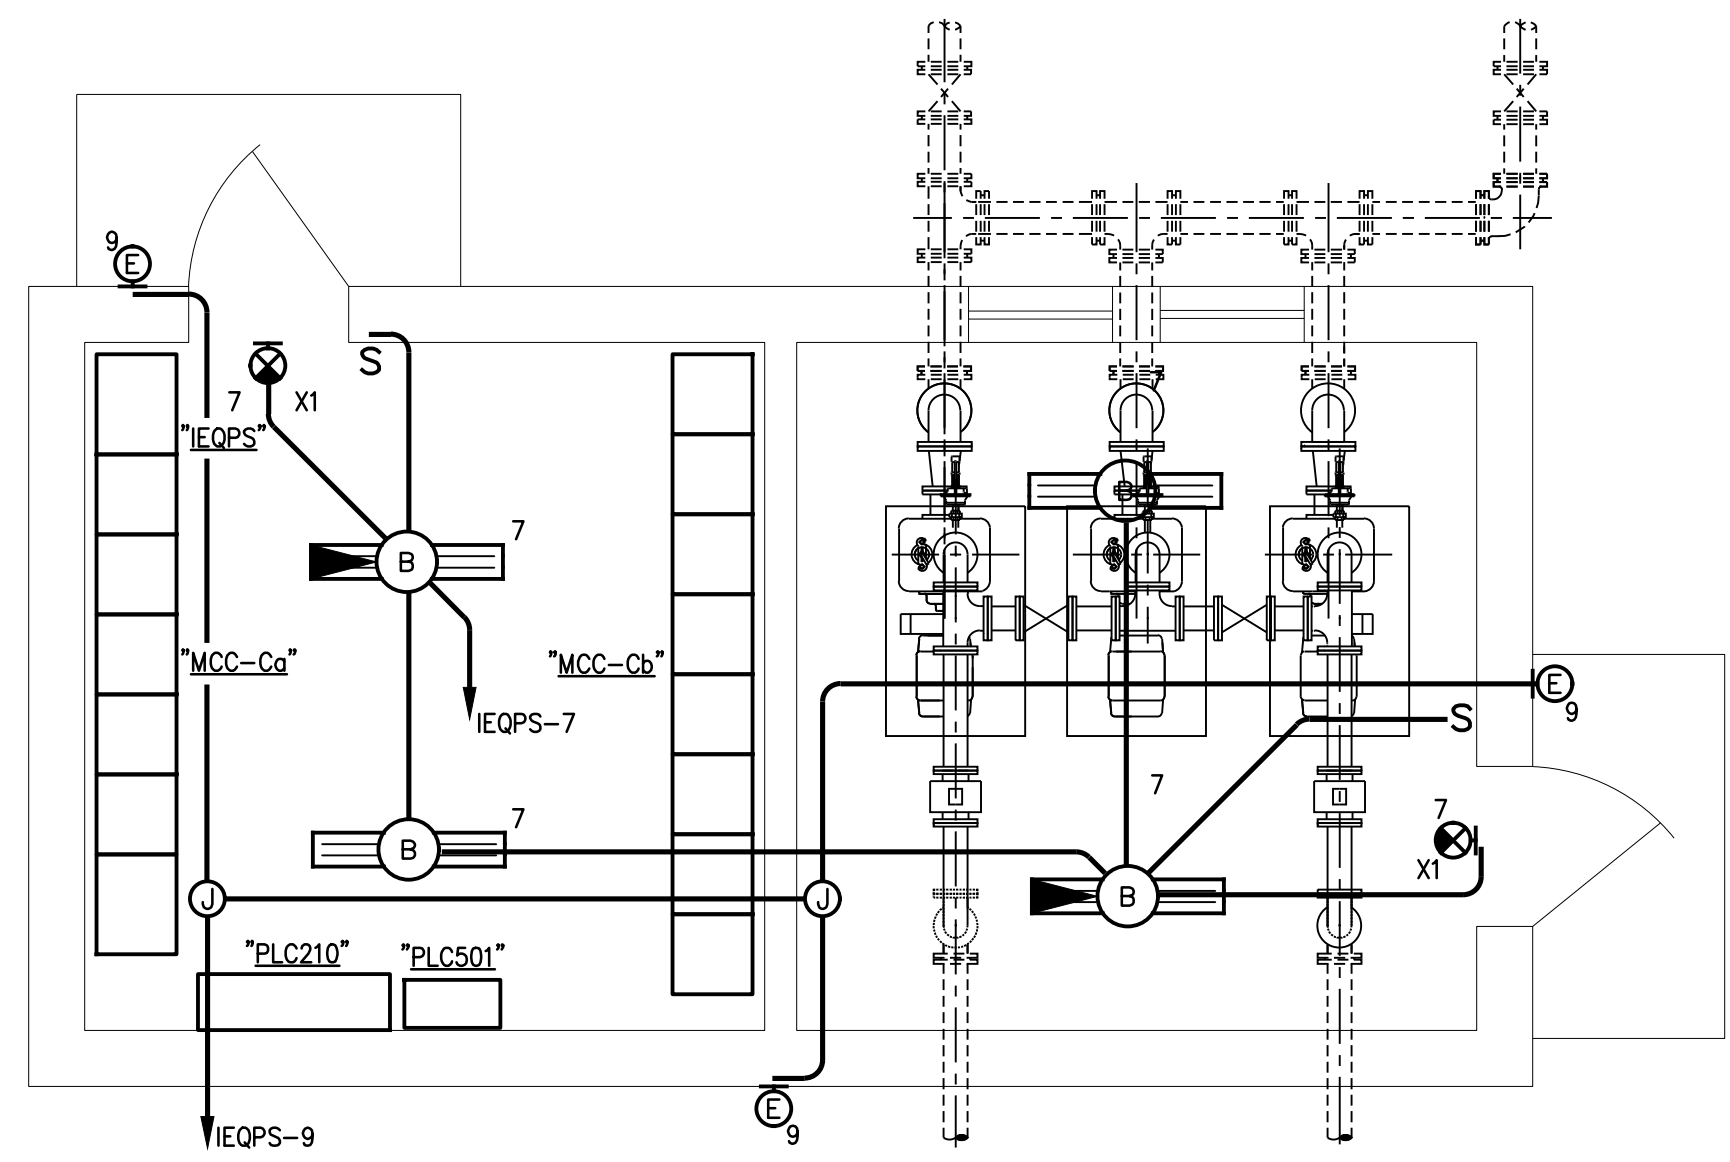 9
E
S
7 X1
"IEQPS"
B
7
B
"MCC-Ca"
"MCC-Cb"
E
9
S
IEQPS-7
7
7
X1
7
B
B
J
J
"PLC210"
"PLC501"
E
9
IEQPS-9